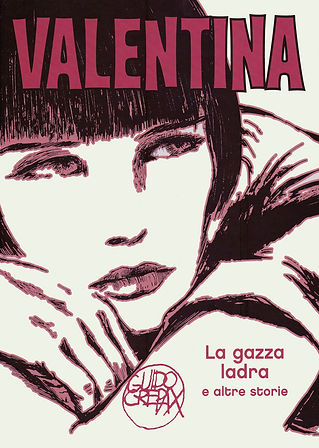 VALENTINA
La gazza
ladra
e altre storie
GUIDO
CREPAX